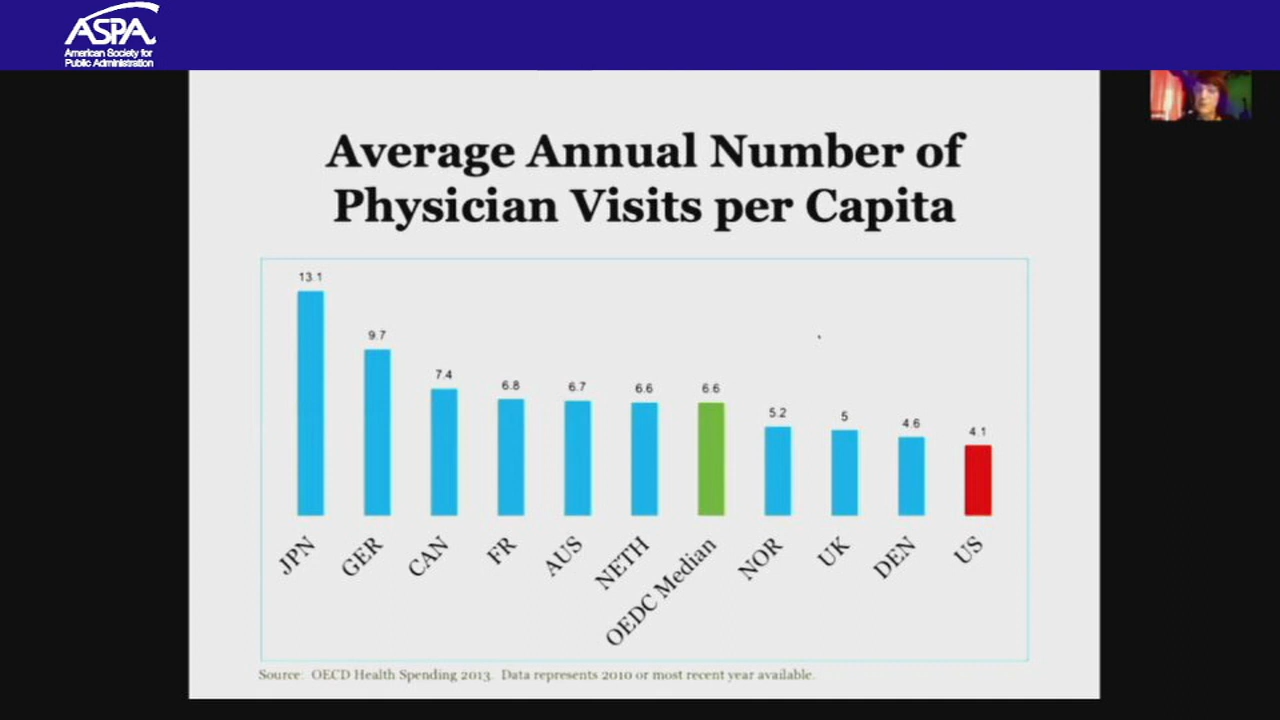 ASPA
American Society for
Public Administration
Average Annual Number of
Physician Visits per Capita
13.1
9.7
7.4
6.8
6.7
6.6
6.6
5.2
5
4.6
4.1
JPN
GER
CAN
FR
AUS
NETH
OEDC Median
NOR
UK
DEN
US
Source: OECD Health Spending 2013. Data represents 2010 or most recent year available.